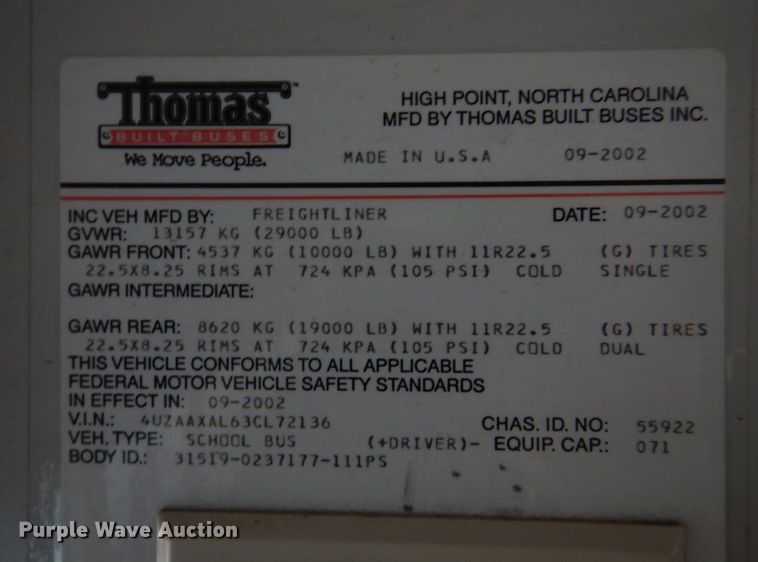 Thomas™
BUILT BUSES
We Move People.
HIGH POINT, NORTH CAROLINA
MFD BY THOMAS BUILT BUSES INC.
MADE IN U.S.A 09-2002
INC VEH MFD BY: FREIGHTLINER DATE: 09-2002
GVWR: 13157 KG (29000 LB)
GAWR FRONT: 4537 KG (10000 LB) WITH 11R22.5 (G) TIRES
22.5X8.25 RIMS AT 724 KPA (105 PSI) COLD SINGLE
GAWR INTERMEDIATE:
GAWR REAR: 8620 KG (19000 LB) WITH 11R22.5 (G) TIRES
22.5X8.25 RIMS AT 724 KPA (105 PSI) COLD DUAL
THIS VEHICLE CONFORMS TO ALL APPLICABLE
FEDERAL MOTOR VEHICLE SAFETY STANDARDS
IN EFFECT IN: 09-2002
V.I.N.: 4UZAAXAL63CL72136 CHAS. ID. NO: 55922
VEH. TYPE: SCHOOL BUS (+DRIVER)- EQUIP. CAP.: 071
BODY ID.: 31519-0237177-111PS
Purple Wave Auction